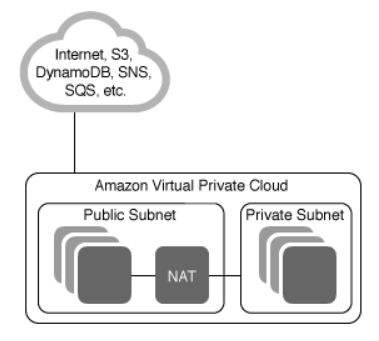 Internet, S3,
DynamoDB, SNS,
SQS, etc.
Amazon Virtual Private Cloud
Public Subnet
Private Subnet
NAT